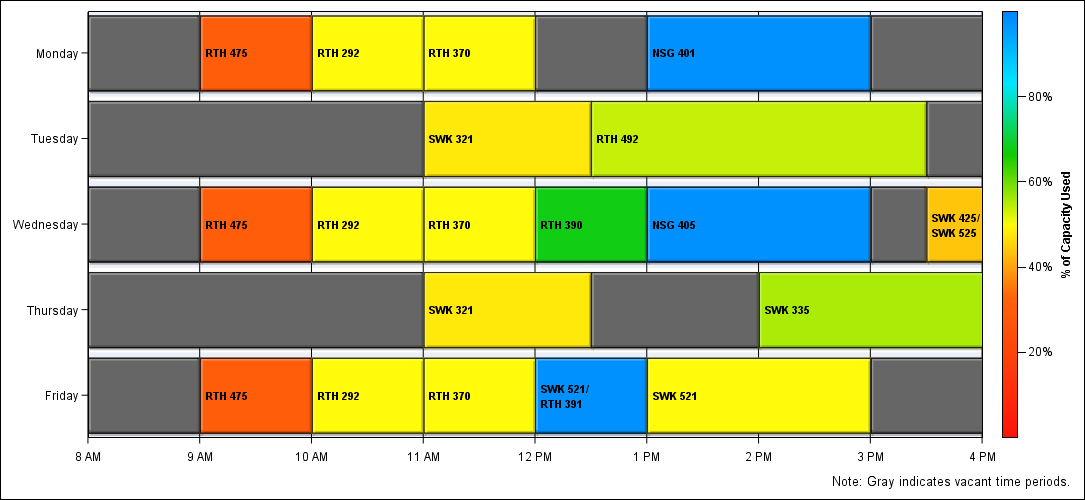 Monday
RTH 475
RTH 292
RTH 370
NSG 401
Tuesday
SWK 321
RTH 492
Wednesday
RTH 475
RTH 292
RTH 370
RTH 390
NSG 405
SWK 425/
SWK 525
Thursday
SWK 321
SWK 335
Friday
RTH 475
RTH 292
RTH 370
SWK 521/
RTH 391
SWK 521
8 AM
9 AM
10 AM
11 AM
12 PM
1 PM
2 PM
3 PM
4 PM
80%
60%
40%
20%
% of Capacity Used
Note: Gray indicates vacant time periods.